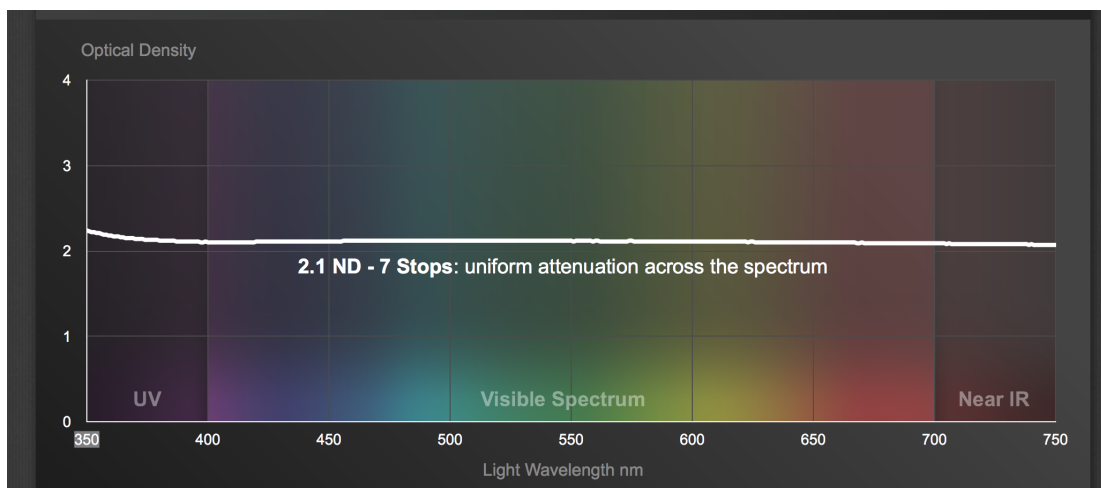 Optical Density
4
3
2
2.1 ND - 7 Stops: uniform attenuation across the spectrum
1
UV Visible Spectrum Near IR
0
350 400 450 500 550 600 650 700 750
Light Wavelength nm